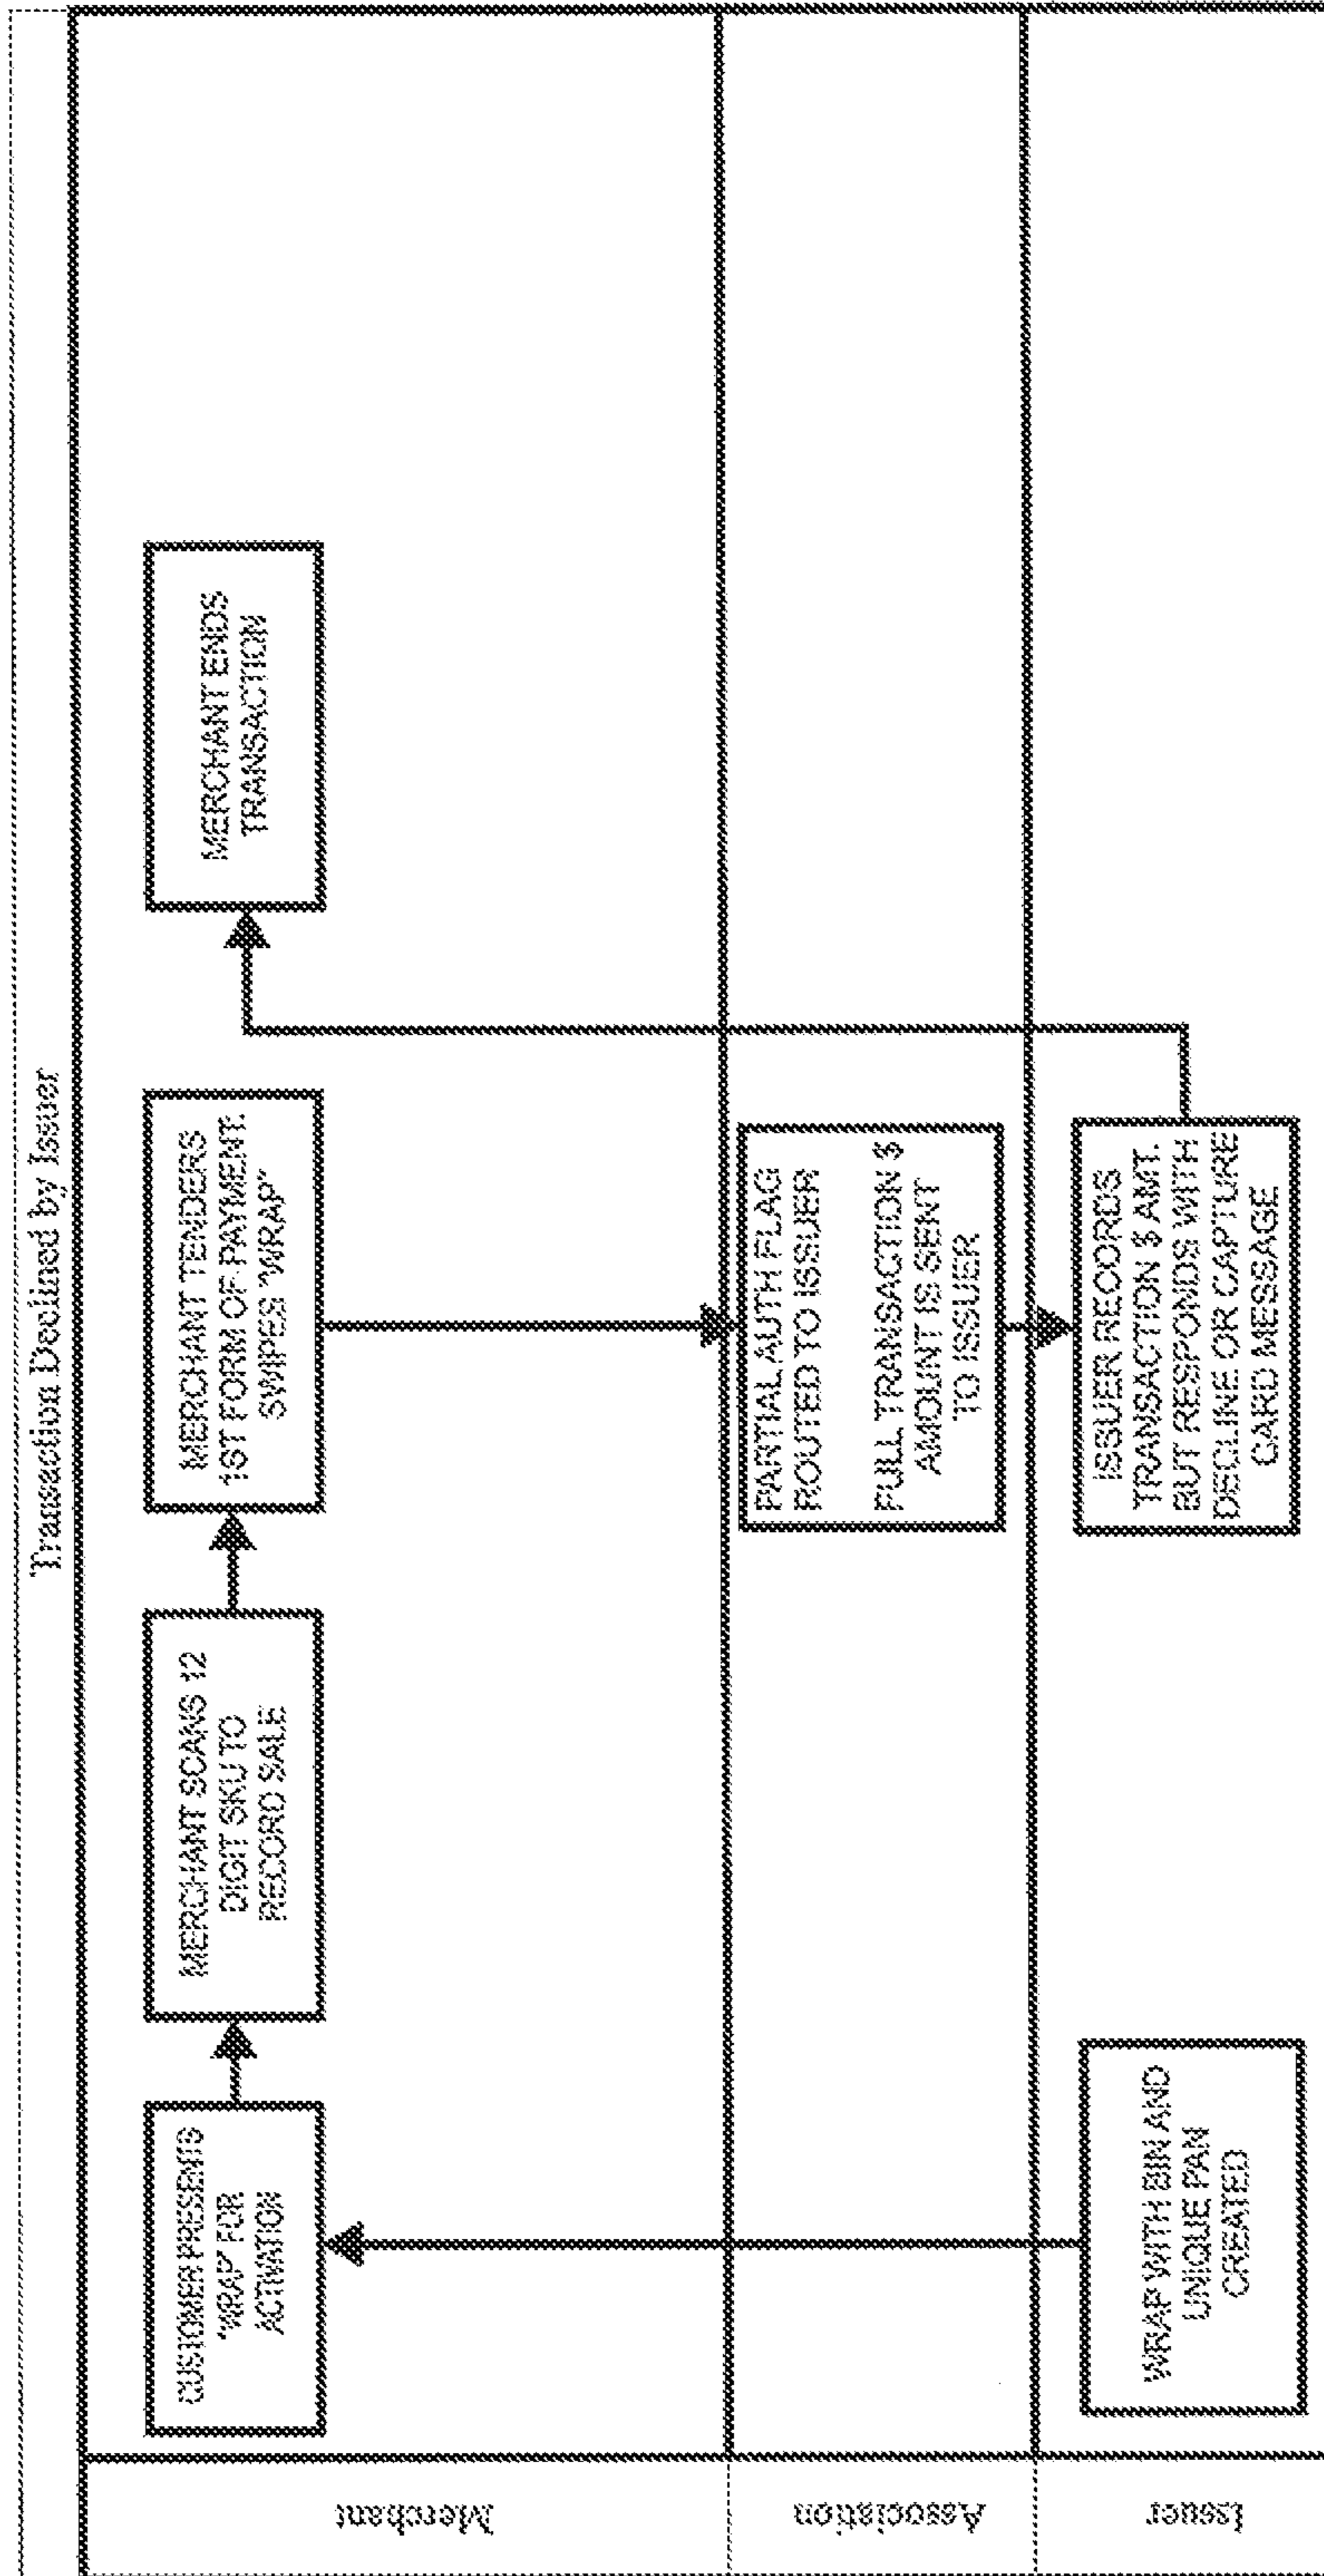 Transaction Declined by Issuer
Merchant
CUSTOMER PRESENTS
"WRAP" FOR
ACTIVATION
MERCHANT SCANS 12
DIGIT SKU TO
RECORD SALE
MERCHANT TENDERS
1ST FORM OF PAYMENT.
SWIPES "WRAP"
MERCHANT ENDS
TRANSACTION
Association
PARTIAL AUTH FLAG
ROUTED TO ISSUER
FULL TRANSACTION $
AMOUNT IS SENT
TO ISSUER
Issuer
WRAP WITH BIN AND
UNIQUE PAN
CREATED
ISSUER RECORDS
TRANSACTION $ AMT.
BUT RESPONDS WITH
DECLINE OR CAPTURE
CARD MESSAGE